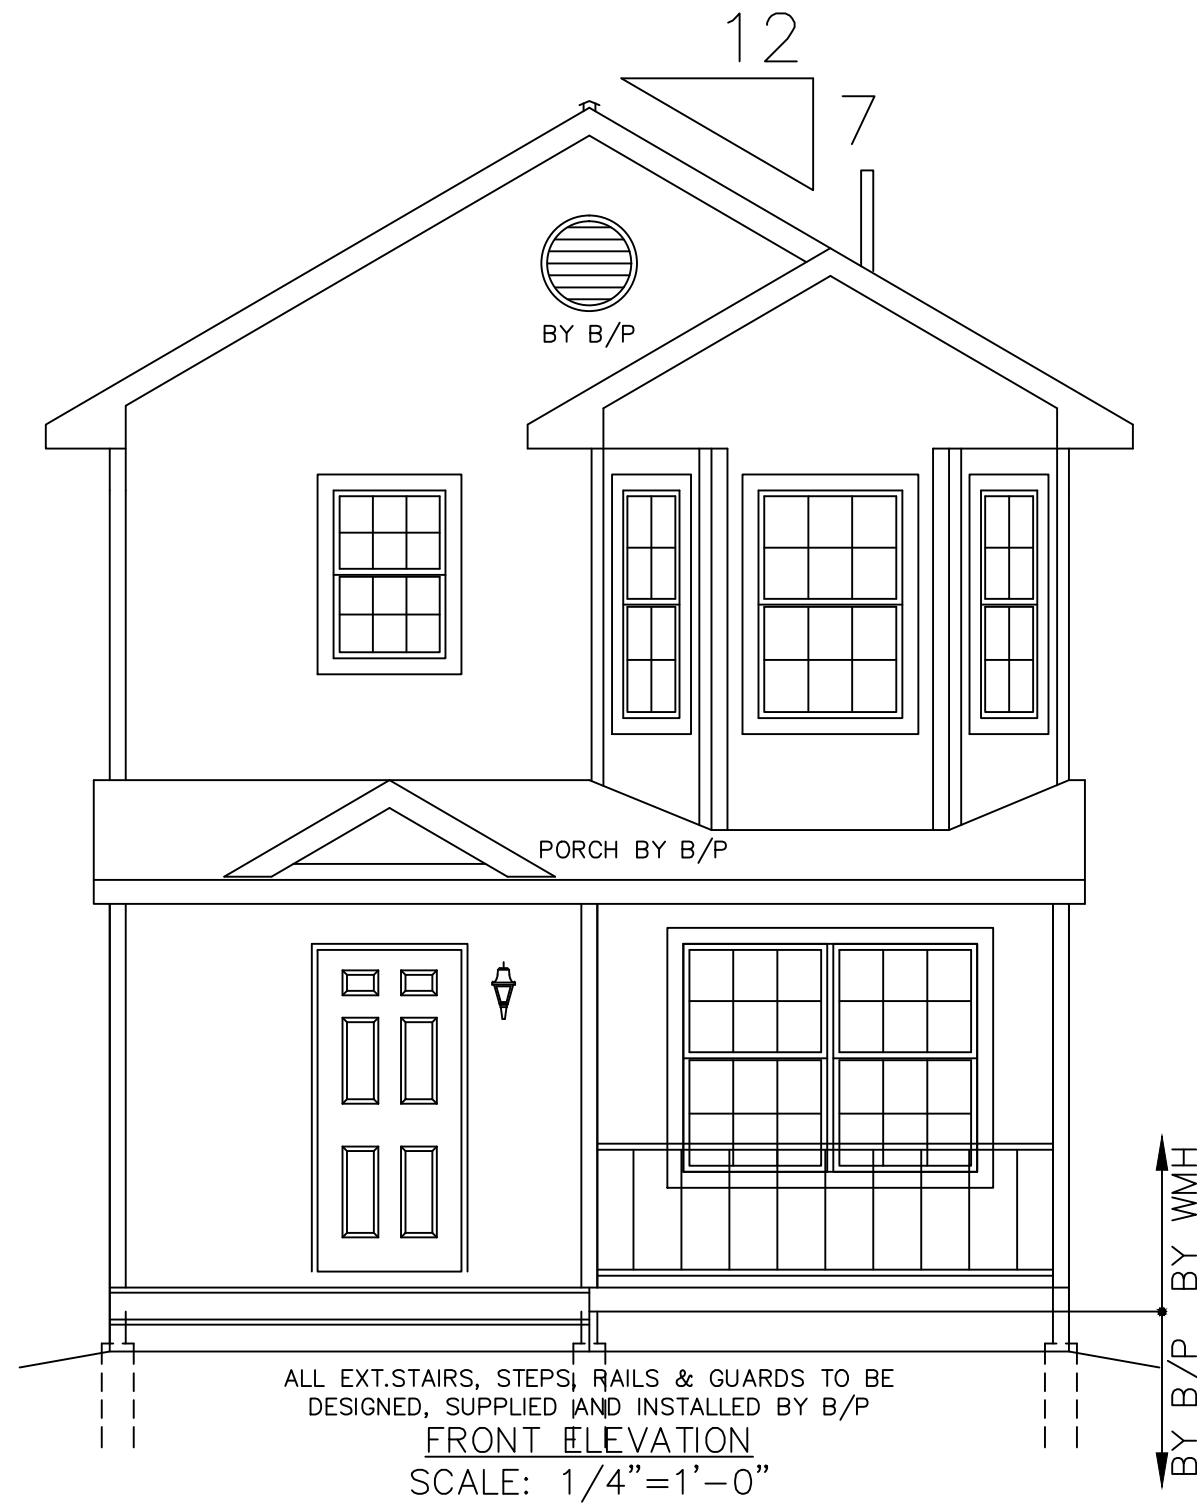 12
7
BY B/P
PORCH BY B/P
BY WMH
BY B/P
ALL EXT.STAIRS, STEPS, RAILS & GUARDS TO BE
DESIGNED, SUPPLIED AND INSTALLED BY B/P
FRONT ELEVATION
SCALE: 1/4”=1’-0”